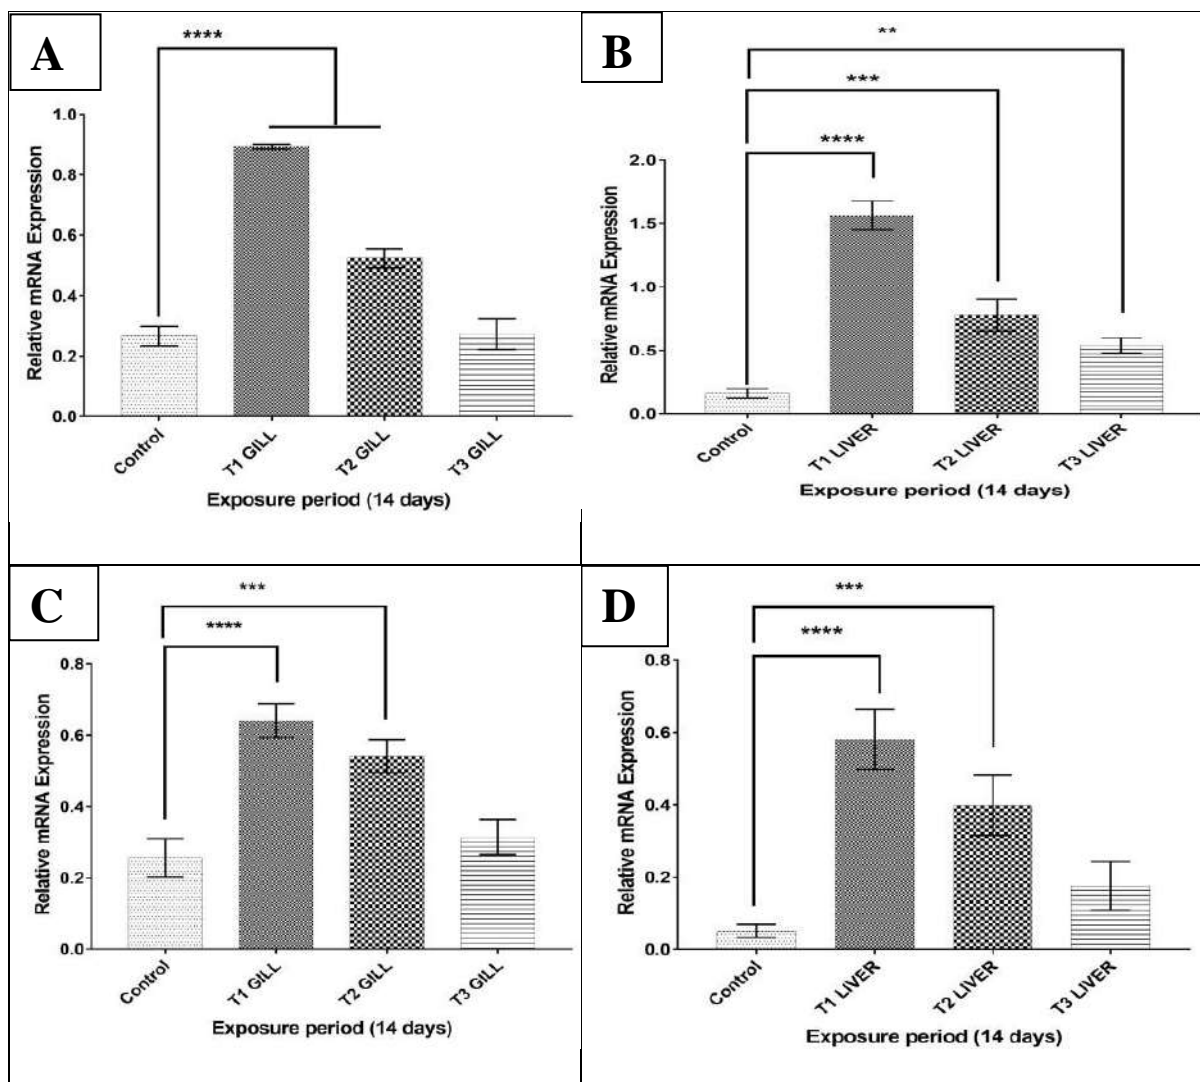 A
****
Relative mRNA Expression
1.0
0.8
0.6
0.4
0.2
0.0
Control
T1 GILL
T2 GILL
T3 GILL
Exposure period (14 days)
B
**
***
****
Relative mRNA Expression
2.0
1.5
1.0
0.5
0.0
Control
T1 LIVER
T2 LIVER
T3 LIVER
Exposure period (14 days)
C
***
****
Relative mRNA Expression
0.8
0.6
0.4
0.2
0.0
Control
T1 GILL
T2 GILL
T3 GILL
Exposure period (14 days)
D
***
****
Relative mRNA Expression
0.8
0.6
0.4
0.2
0.0
Control
T1 LIVER
T2 LIVER
T3 LIVER
Exposure period (14 days)